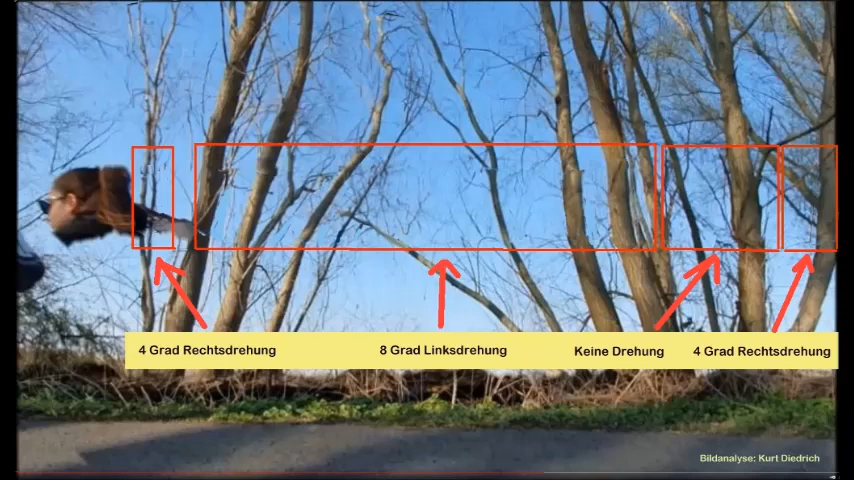 4 Grad Rechtsdrehung
8 Grad Linksdrehung
Keine Drehung
4 Grad Rechtsdrehung
Bildanalyse: Kurt Diedrich